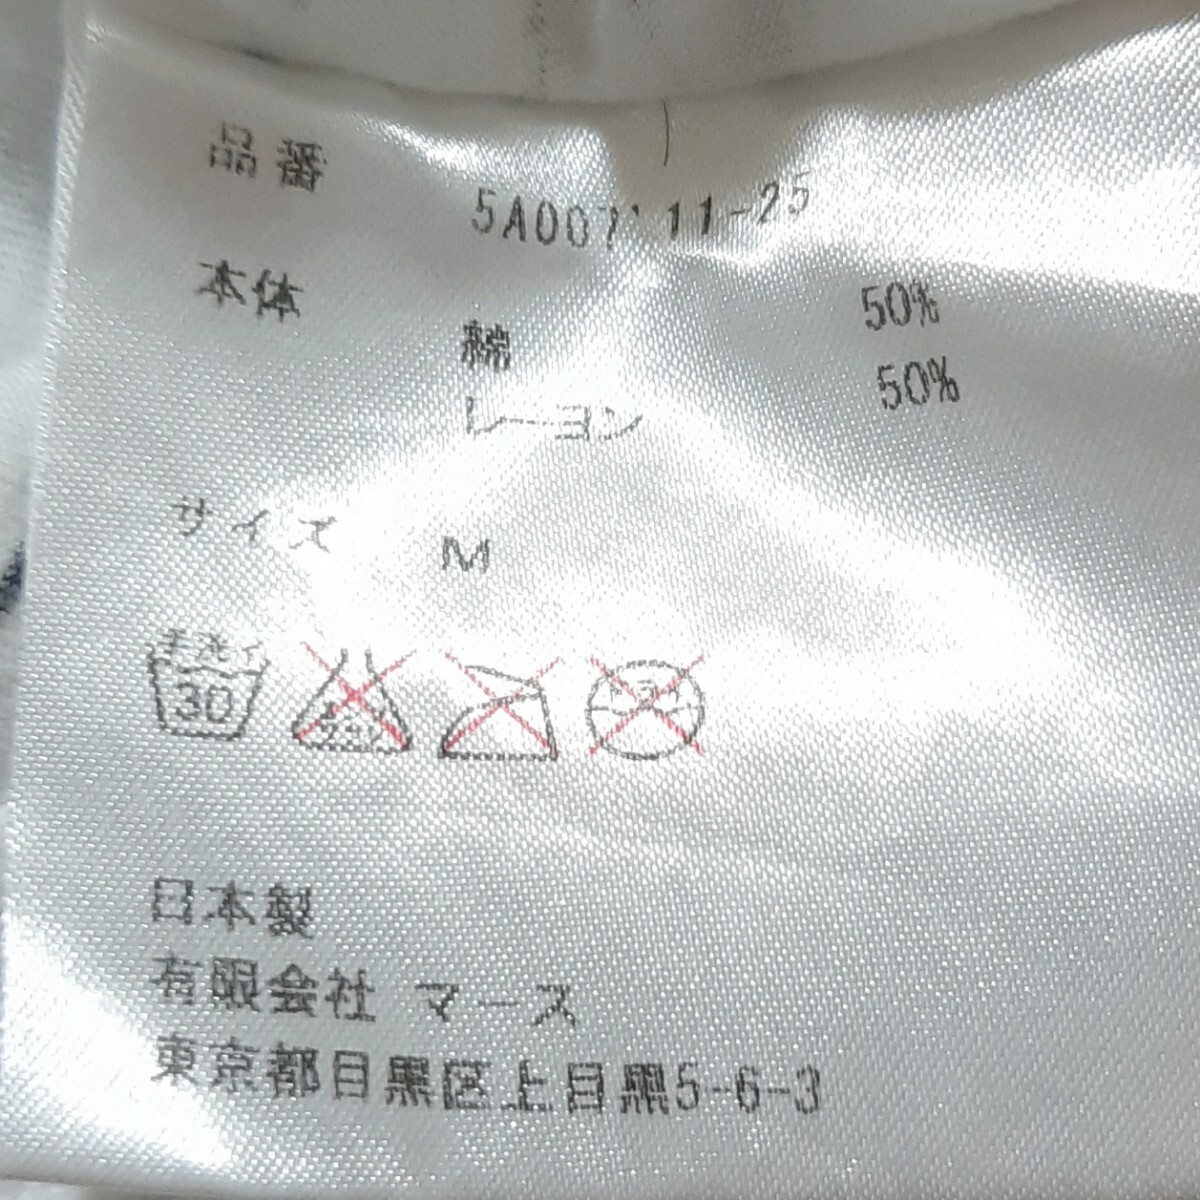 品番
5A007'11-25
本体
綿 50%
レーヨン 50%
サイズ M
手洗イ
30
日本製
有限会社 マース
東京都目黒区上目黒5-6-3